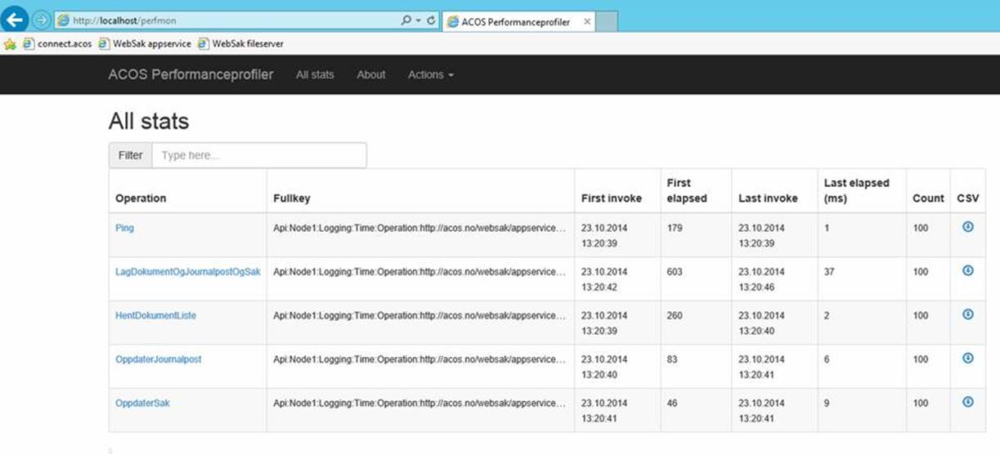 http://localhost/perfmon
ACOS Performanceprofiler
connect.acos WebSak appservice WebSak fileserver
ACOS Performanceprofiler All stats About Actions
All stats
Filter Type here...
Operation Fullkey First invoke First elapsed Last invoke Last elapsed (ms) Count CSV
Ping Api:Node1:Logging:Time:Operation:http://acos.no/websak/appservice... 23.10.2014 179 23.10.2014 1 100
13:20:39 13:20:39
LagDokumentOgJournalpostOgSak Api:Node1:Logging:Time:Operation:http://acos.no/websak/appservice... 23.10.2014 603 23.10.2014 37 100
13:20:42 13:20:46
HentDokumentListe Api:Node1:Logging:Time:Operation:http://acos.no/websak/appservice... 23.10.2014 260 23.10.2014 2 100
13:20:39 13:20:40
OppdaterJournalpost Api:Node1:Logging:Time:Operation:http://acos.no/websak/appservice... 23.10.2014 83 23.10.2014 6 100
13:20:40 13:20:41
OppdaterSak Api:Node1:Logging:Time:Operation:http://acos.no/websak/appservice... 23.10.2014 46 23.10.2014 9 100
13:20:41 13:20:41